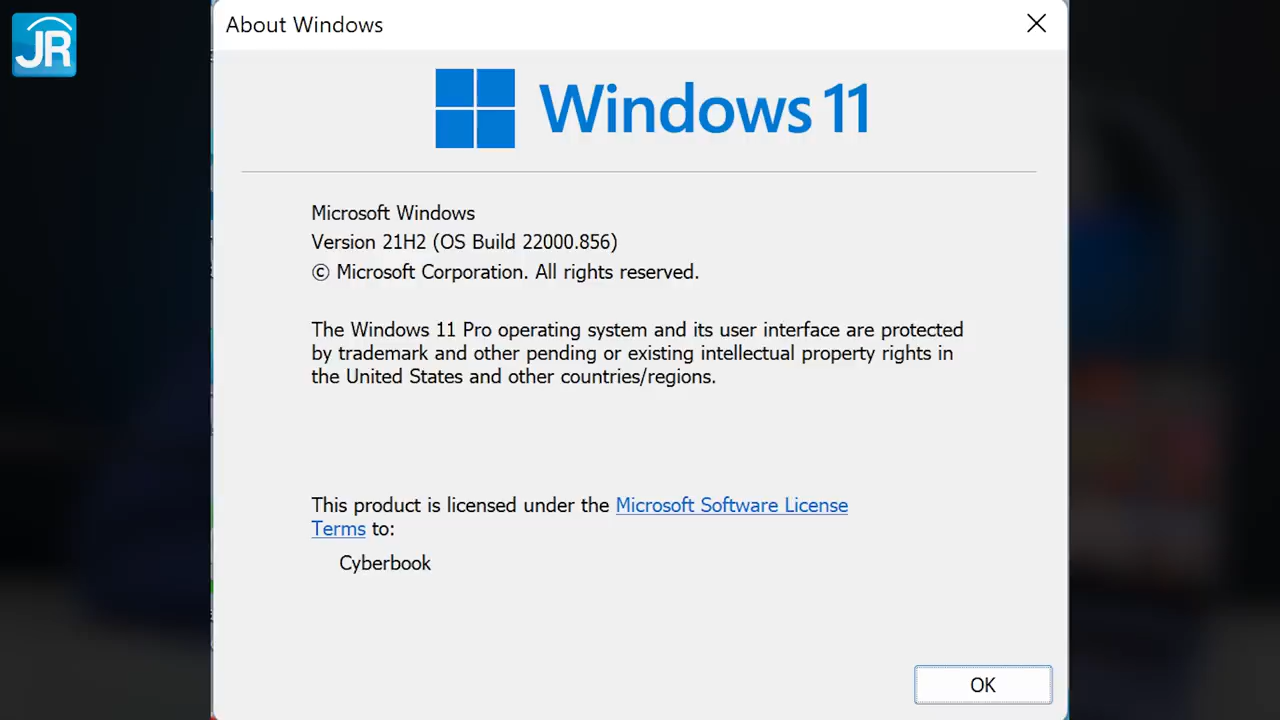 JR
About Windows
Windows 11
Microsoft Windows
Version 21H2 (OS Build 22000.856)
© Microsoft Corporation. All rights reserved.
The Windows 11 Pro operating system and its user interface are protected
by trademark and other pending or existing intellectual property rights in
the United States and other countries/regions.
This product is licensed under the Microsoft Software License
Terms to:
Cyberbook
OK